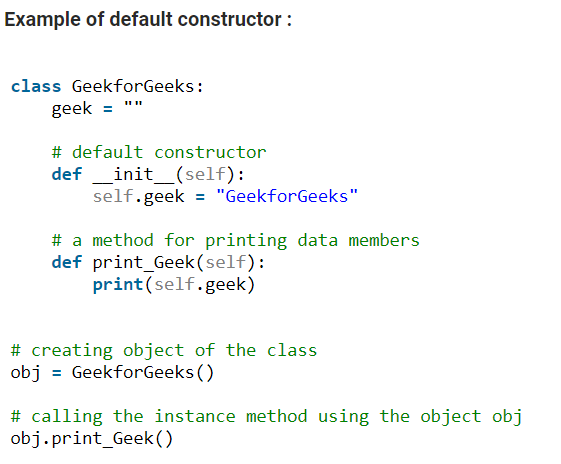 Example of default constructor :
class GeekforGeeks:
    geek = ""
    # default constructor
    def __init__(self):
        self.geek = "GeekforGeeks"
    # a method for printing data members
    def print_Geek(self):
        print(self.geek)
# creating object of the class
obj = GeekforGeeks()
# calling the instance method using the object obj
obj.print_Geek()